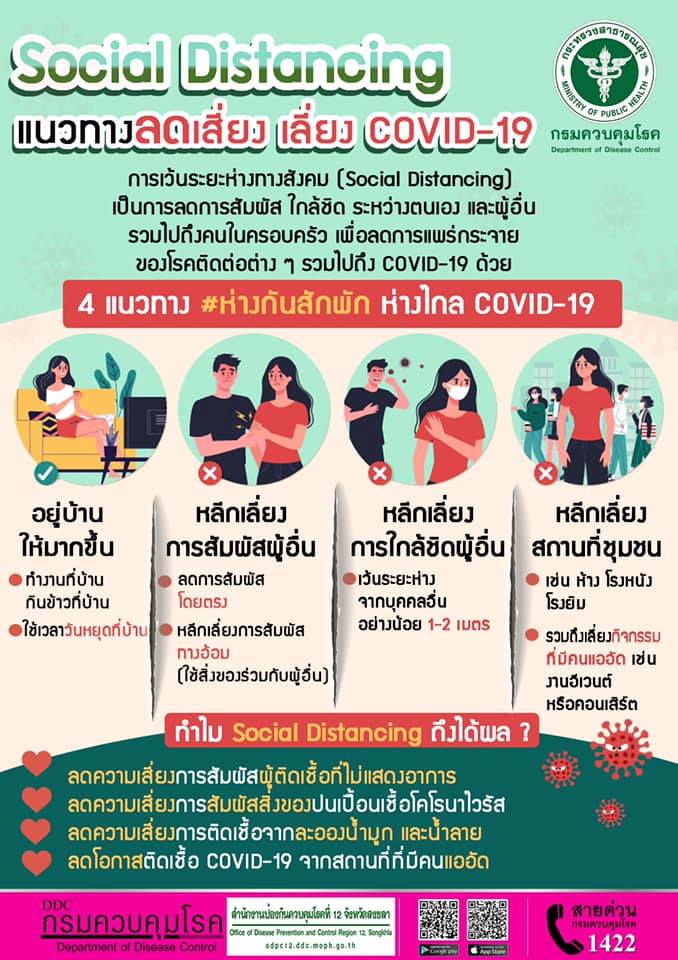 Social Distancing
แนวทางลดเสี่ยง เลี่ยง COVID-19
กระทรวงสาธารณสุข
MINISTRY OF PUBLIC HEALTH
กรมควบคุมโรค
Department of Disease Control
การเว้นระยะห่างทางสังคม (Social Distancing)
เป็นการลดการสัมผัส ใกล้ชิด ระหว่างตนเอง และผู้อื่น
รวมไปถึงคนในครอบครัว เพื่อลดการแพร่กระจาย
ของโรคติดต่อต่าง ๆ รวมไปถึง COVID-19 ด้วย
4 แนวทาง #ห่างกันสักพัก ห่างไกล COVID-19
อยู่บ้าน
ให้มากขึ้น
ทำงานที่บ้าน
กินข้าวที่บ้าน
ใช้เวลาวันหยุดที่บ้าน
หลีกเลี่ยง
การสัมผัสผู้อื่น
ลดการสัมผัส
โดยตรง
หลีกเลี่ยงการสัมผัส
ทางอ้อม
(ใช้สิ่งของร่วมกับผู้อื่น)
หลีกเลี่ยง
การใกล้ชิดผู้อื่น
เว้นระยะห่าง
จากบุคคลอื่น
อย่างน้อย 1-2 เมตร
หลีกเลี่ยง
สถานที่ชุมชน
เช่น ห้าง โรงหนัง
โรงยิม
รวมถึงเลี่ยงกิจกรรม
ที่มีคนแออัด เช่น
งานอีเวนต์
หรือคอนเสิร์ต
ทำไม Social Distancing ถึงได้ผล ?
ลดความเสี่ยงการสัมผัสผู้ติดเชื้อที่ไม่แสดงอาการ
ลดความเสี่ยงการสัมผัสสิ่งของปนเปื้อนเชื้อโคโรนาไวรัส
ลดความเสี่ยงการติดเชื้อจากละอองน้ำมูก และน้ำลาย
ลดโอกาสติดเชื้อ COVID-19 จากสถานที่ที่มีคนแออัด
DDC
กรมควบคุมโรค
Department of Disease Control
สำนักงานป้องกันควบคุมโรคที่ 12 จังหวัดสงขลา
Office of Disease Prevention and Control Region 12, Songkhla
odpc12.ddc.moph.go.th
Google play
App Store
สายด่วน
กรมควบคุมโรค
1422